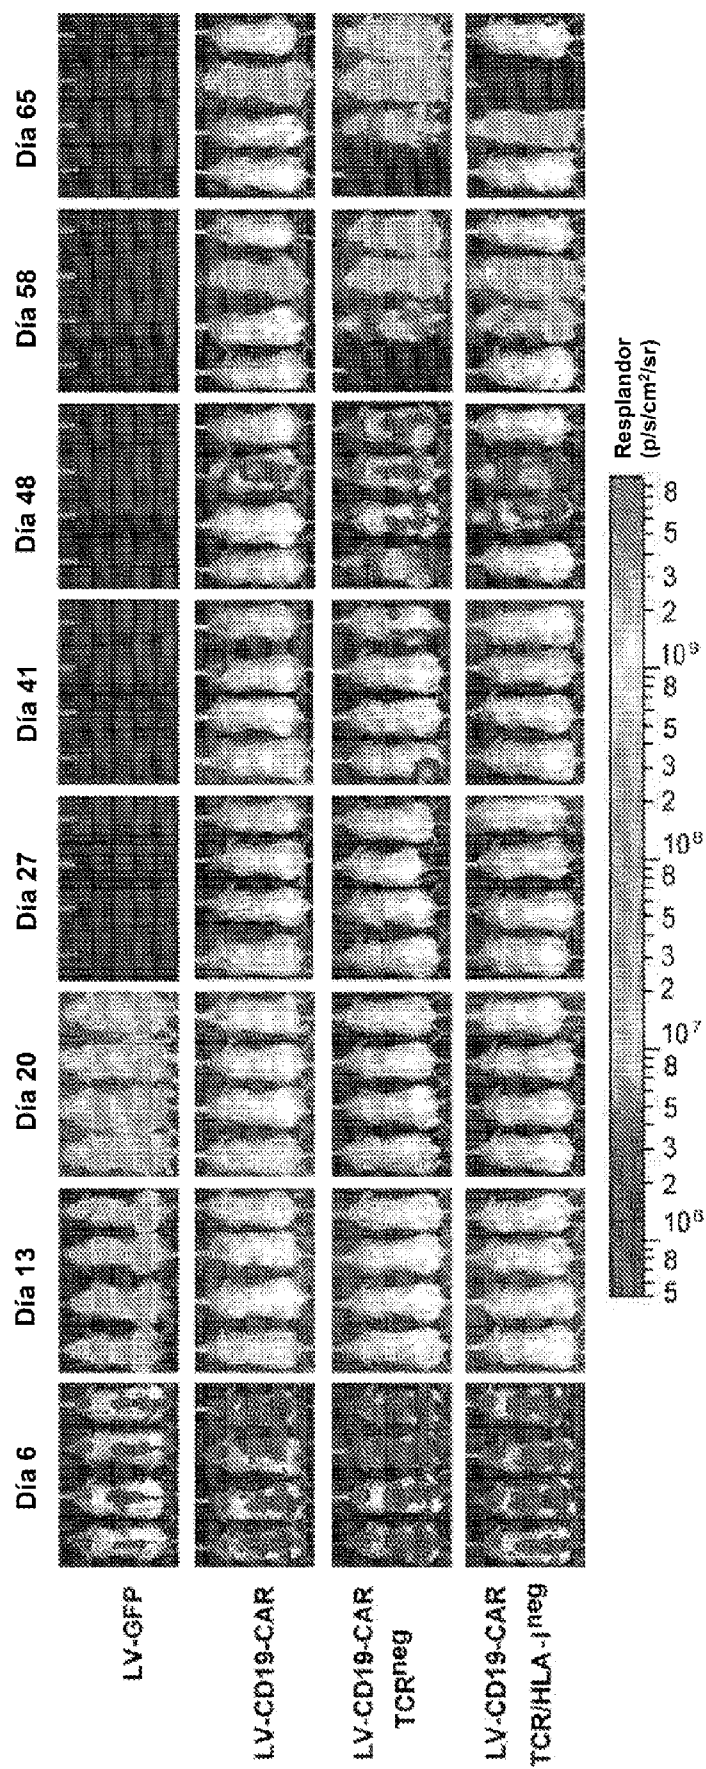 Día 6 Día 13 Día 20 Día 27 Día 41 Día 48 Día 58 Día 65
LV-GFP
LV-CD19-CAR
LV-CD19-CAR
TCRneg
LV-CD19-CAR
TCR/HLA-Ineg
5 8 10⁶ 2 3 5 8 10⁷ 2 3 5 8 10⁸ 2 3 5 8 10⁹ 2 3 5 8
Resplandor
(p/s/cm²/sr)